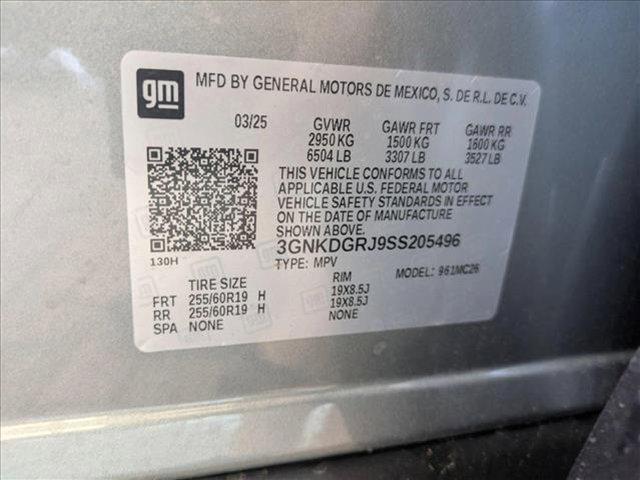 gm
MFD BY GENERAL MOTORS DE MEXICO, S. DE R.L. DE C.V.
03/25 GVWR GAWR FRT GAWR RR
2950 KG 1500 KG 1600 KG
6504 LB 3307 LB 3527 LB
THIS VEHICLE CONFORMS TO ALL
APPLICABLE U.S. FEDERAL MOTOR
VEHICLE SAFETY STANDARDS IN EFFECT
ON THE DATE OF MANUFACTURE
SHOWN ABOVE.
3GNKDGRJ9SS205496
130H
TYPE: MPV MODEL: 961MC26
TIRE SIZE RIM
FRT 255/60R19 H 19X8.5J
RR 255/60R19 H 19X8.5J
SPA NONE NONE